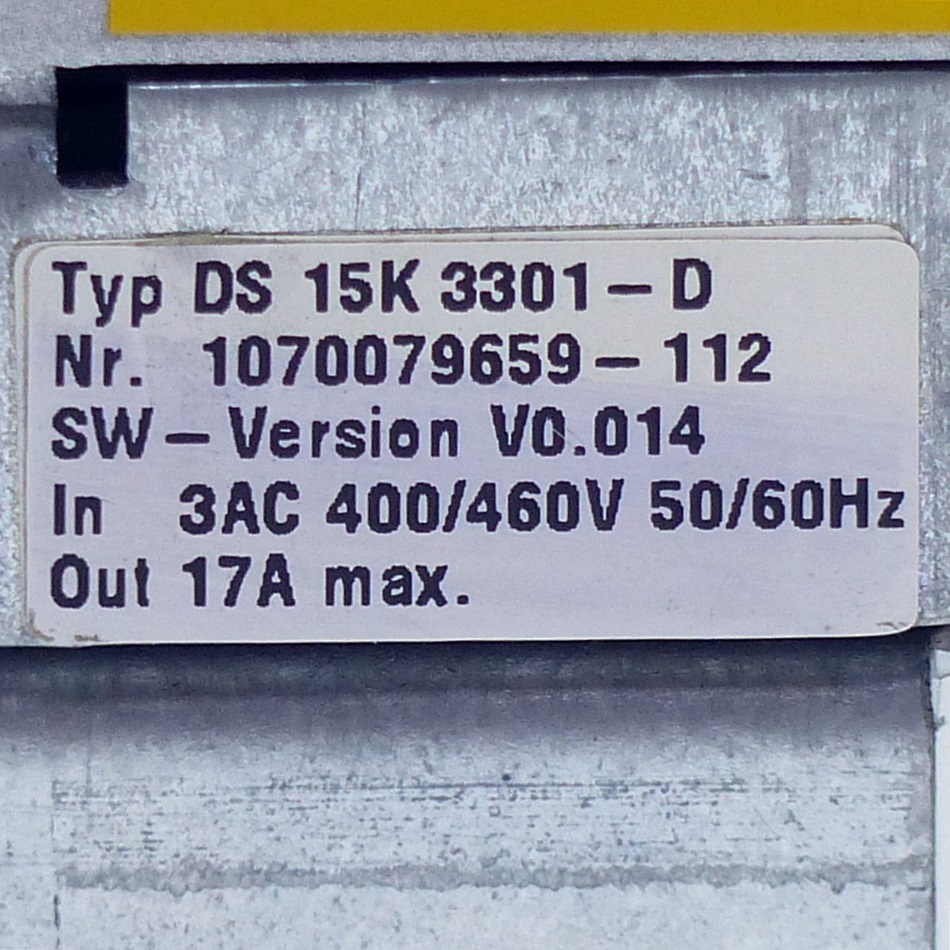 Typ DS 15K 3301-D
Nr. 1070079659-112
SW-Version V0.014
In 3AC 400/460V 50/60Hz
Out 17A max.